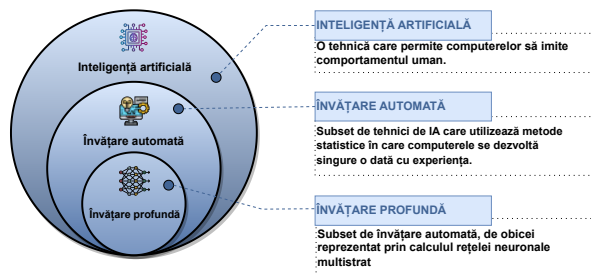 Inteligență artificială
Învățare automată
Învățare profundă
INTELIGENȚĂ ARTIFICIALĂ
O tehnică care permite computerelor să imite
comportamentul uman.
ÎNVĂȚARE AUTOMATĂ
Subset de tehnici de IA care utilizează metode
statistice în care computerele se dezvoltă
singure o dată cu experiența.
ÎNVĂȚARE PROFUNDĂ
Subset de învățare automată, de obicei
reprezentat prin calculul rețelei neuronale
multistrat